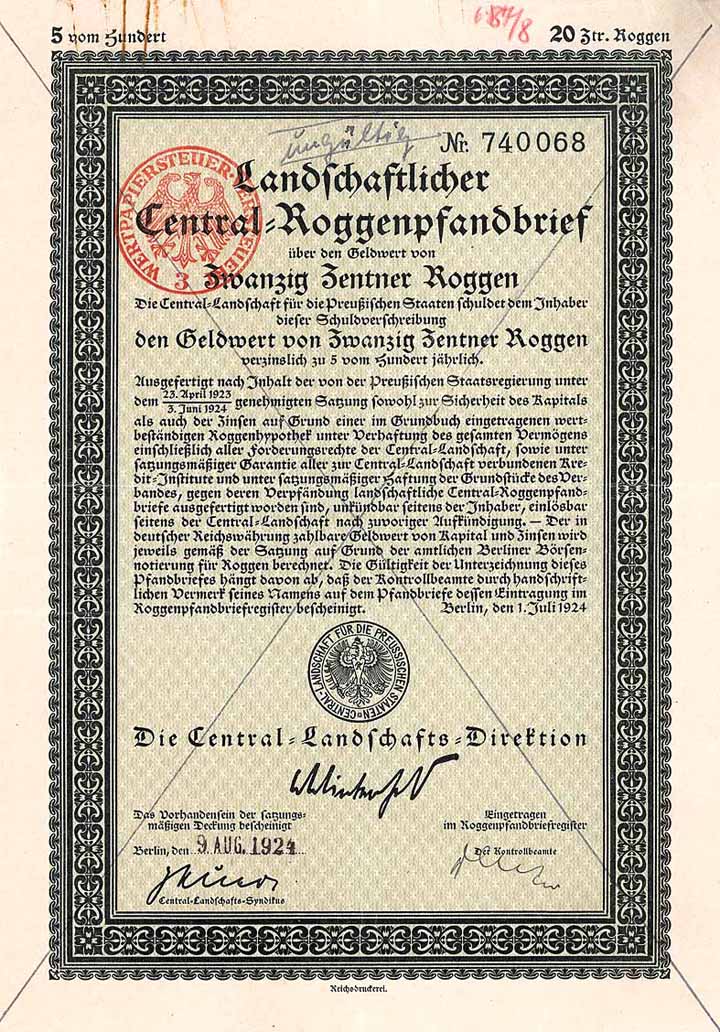 5 vom Hundert
20 Ztr. Roggen
ungültig
Nr. 740068
WERTPAPIERSTEUER
3
Landschaftlicher
Central-Roggenpfandbrief
über den Geldwert von
Zwanzig Zentner Roggen
Die Central-Landschaft für die Preußischen Staaten schuldet dem Inhaber
dieser Schuldverschreibung
den Geldwert von Zwanzig Zentner Roggen
verzinslich zu 5 vom Hundert jährlich.
Ausgefertigt nach Inhalt der von der Preußischen Staatsregierung unter
dem 23. April 1923 / 3. Juni 1924 genehmigten Satzung sowohl zur Sicherheit des Kapitals
als auch der Zinsen auf Grund einer im Grundbuch eingetragenen wert-
beständigen Roggenhypothek unter Verhaftung des gesamten Vermögens
einschließlich aller Forderungsrechte der Central-Landschaft, sowie unter
satzungsmäßiger Garantie aller zur Central-Landschaft verbundenen Kre-
dit-Institute und unter satzungsmäßiger Haftung der Grundstücke des Ver-
bandes, gegen deren Verpfändung landschaftliche Central-Roggenpfand-
briefe ausgefertigt worden sind, unkündbar seitens der Inhaber, einlösbar
seitens der Central-Landschaft nach zuvoriger Aufkündigung. — Der in
deutscher Reichswährung zahlbare Geldwert von Kapital und Zinsen wird
jeweils gemäß der Satzung auf Grund der amtlichen Berliner Börsen-
notierung für Roggen berechnet. Die Gültigkeit der Unterzeichnung dieses
Pfandbriefes hängt davon ab, daß der Kontrollbeamte durch handschrift-
lichen Vermerk seines Namens auf dem Pfandbriefe dessen Eintragung im
Roggenpfandbriefregister bescheinigt. Berlin, den 1. Juli 1924
CENTRAL-LANDSCHAFT FÜR DIE PREUSSISCHEN STAATEN
Die Central-Landschafts-Direktion
Das Vorhandensein der satzungs-
mäßigen Deckung bescheinigt
Berlin, den 9. AUG. 1924
Central-Landschafts-Syndikus
Eingetragen
im Roggenpfandbriefregister
Der Kontrollbeamte
Reichsdruckerei.